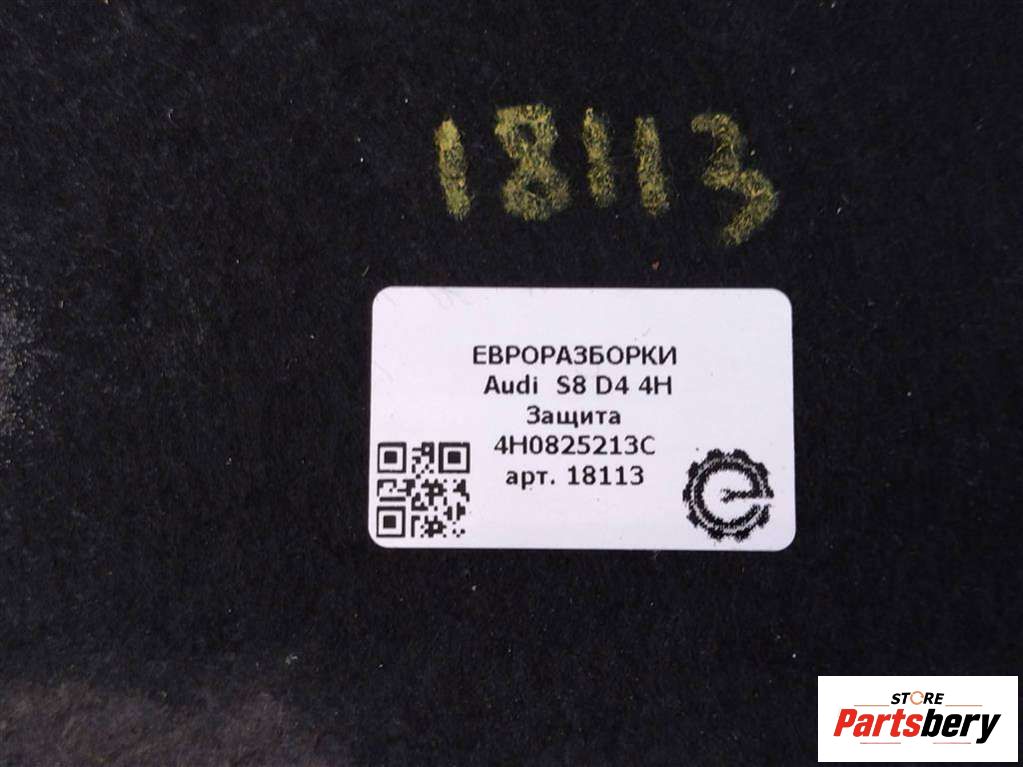 18113
ЕВРОРАЗБОРКИ
Audi S8 D4 4H
Защита
4H0825213C
арт. 18113
STORE
Partsbery